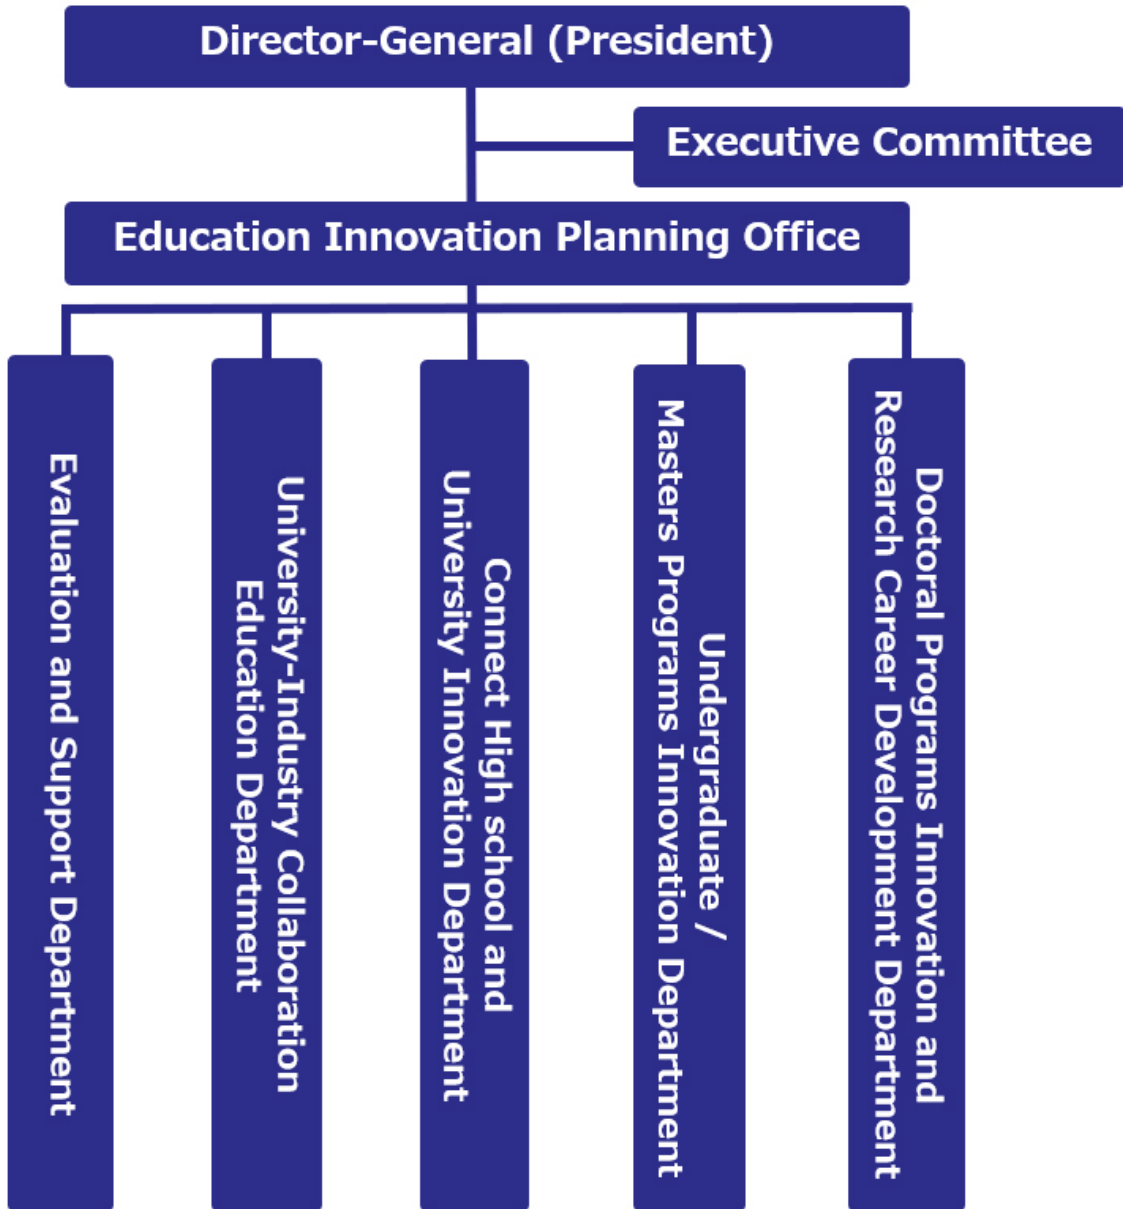 Director-General (President)
Executive Committee
Education Innovation Planning Office
Evaluation and Support Department
University-Industry Collaboration
Education Department
Connect High school and
University Innovation Department
Undergraduate /
Masters Programs Innovation Department
Doctoral Programs Innovation and
Research Career Development Department